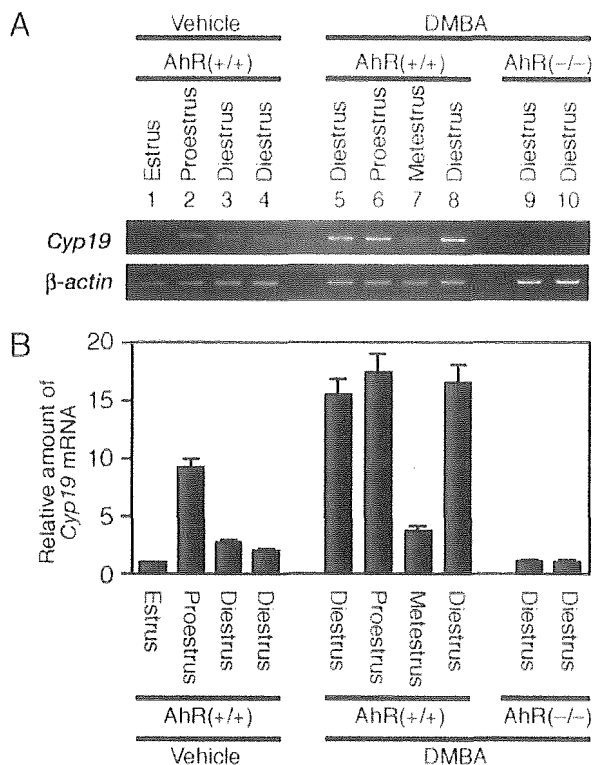 A
Vehicle DMBA
AhR(+/+) AhR(+/+) AhR(−/−)
Estrus Proestrus Diestrus Diestrus Diestrus Proestrus Metestrus Diestrus Diestrus Diestrus
1 2 3 4 5 6 7 8 9 10
Cyp19
β-actin
B
Relative amount of
Cyp19 mRNA
20
15
10
5
0
Estrus Proestrus Diestrus Diestrus Diestrus Proestrus Metestrus Diestrus Diestrus Diestrus
AhR(+/+) AhR(+/+) AhR(−/−)
Vehicle DMBA